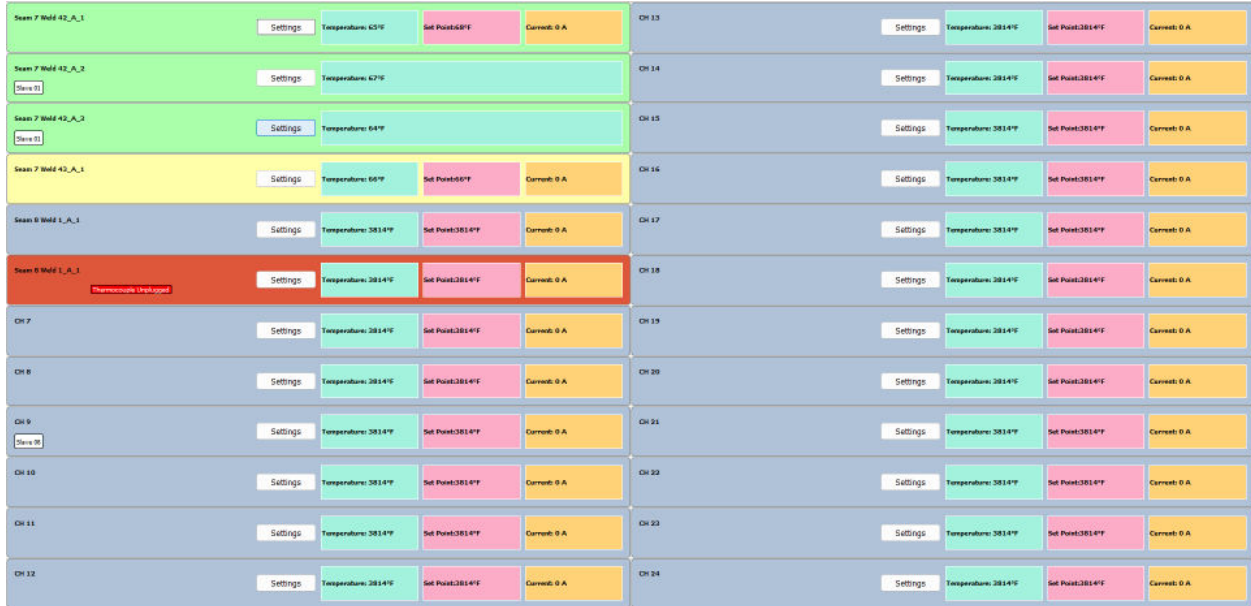 Seam 7 Weld 42_A_1
Settings Temperature: 65°F Set Point:68°F Current: 0 A
Seam 7 Weld 42_A_2
Slave 01
Settings Temperature: 67°F
Seam 7 Weld 42_A_3
Slave 01
Settings Temperature: 64°F
Seam 7 Weld 43_A_1
Settings Temperature: 66°F Set Point:66°F Current: 0 A
Seam 8 Weld 1_A_1
Settings Temperature: 3814°F Set Point:3814°F Current: 0 A
Seam 8 Weld 1_A_1
Thermocouple Unplugged
Settings Temperature: 3814°F Set Point:3814°F Current: 0 A
CH 7
Settings Temperature: 3814°F Set Point:3814°F Current: 0 A
CH 8
Settings Temperature: 3814°F Set Point:3814°F Current: 0 A
CH 9
Slave 06
Settings Temperature: 3814°F Set Point:3814°F Current: 0 A
CH 10
Settings Temperature: 3814°F Set Point:3814°F Current: 0 A
CH 11
Settings Temperature: 3814°F Set Point:3814°F Current: 0 A
CH 12
Settings Temperature: 3814°F Set Point:3814°F Current: 0 A
CH 13
Settings Temperature: 3814°F Set Point:3814°F Current: 0 A
CH 14
Settings Temperature: 3814°F Set Point:3814°F Current: 0 A
CH 15
Settings Temperature: 3814°F Set Point:3814°F Current: 0 A
CH 16
Settings Temperature: 3814°F Set Point:3814°F Current: 0 A
CH 17
Settings Temperature: 3814°F Set Point:3814°F Current: 0 A
CH 18
Settings Temperature: 3814°F Set Point:3814°F Current: 0 A
CH 19
Settings Temperature: 3814°F Set Point:3814°F Current: 0 A
CH 20
Settings Temperature: 3814°F Set Point:3814°F Current: 0 A
CH 21
Settings Temperature: 3814°F Set Point:3814°F Current: 0 A
CH 22
Settings Temperature: 3814°F Set Point:3814°F Current: 0 A
CH 23
Settings Temperature: 3814°F Set Point:3814°F Current: 0 A
CH 24
Settings Temperature: 3814°F Set Point:3814°F Current: 0 A